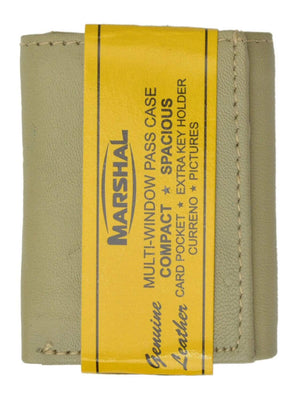 MARSHAL
MULTI-WINDOW PASS CASE
COMPACT ★ SPACIOUS
CARD POCKET ★ EXTRA KEY HOLDER
CURRENO ★ PICTURES
Genuine
Leather